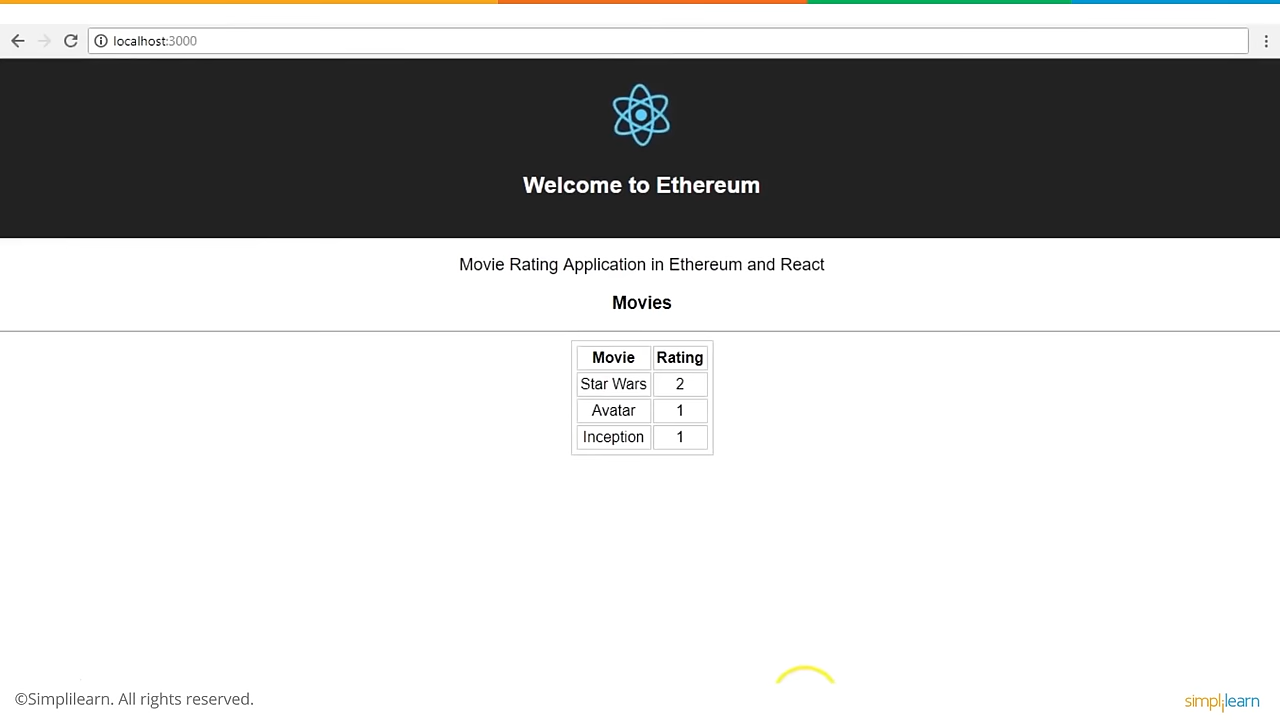 localhost:3000
Welcome to Ethereum
Movie Rating Application in Ethereum and React
Movies
Movie Rating
Star Wars 2
Avatar 1
Inception 1
©Simplilearn. All rights reserved.
simplilearn